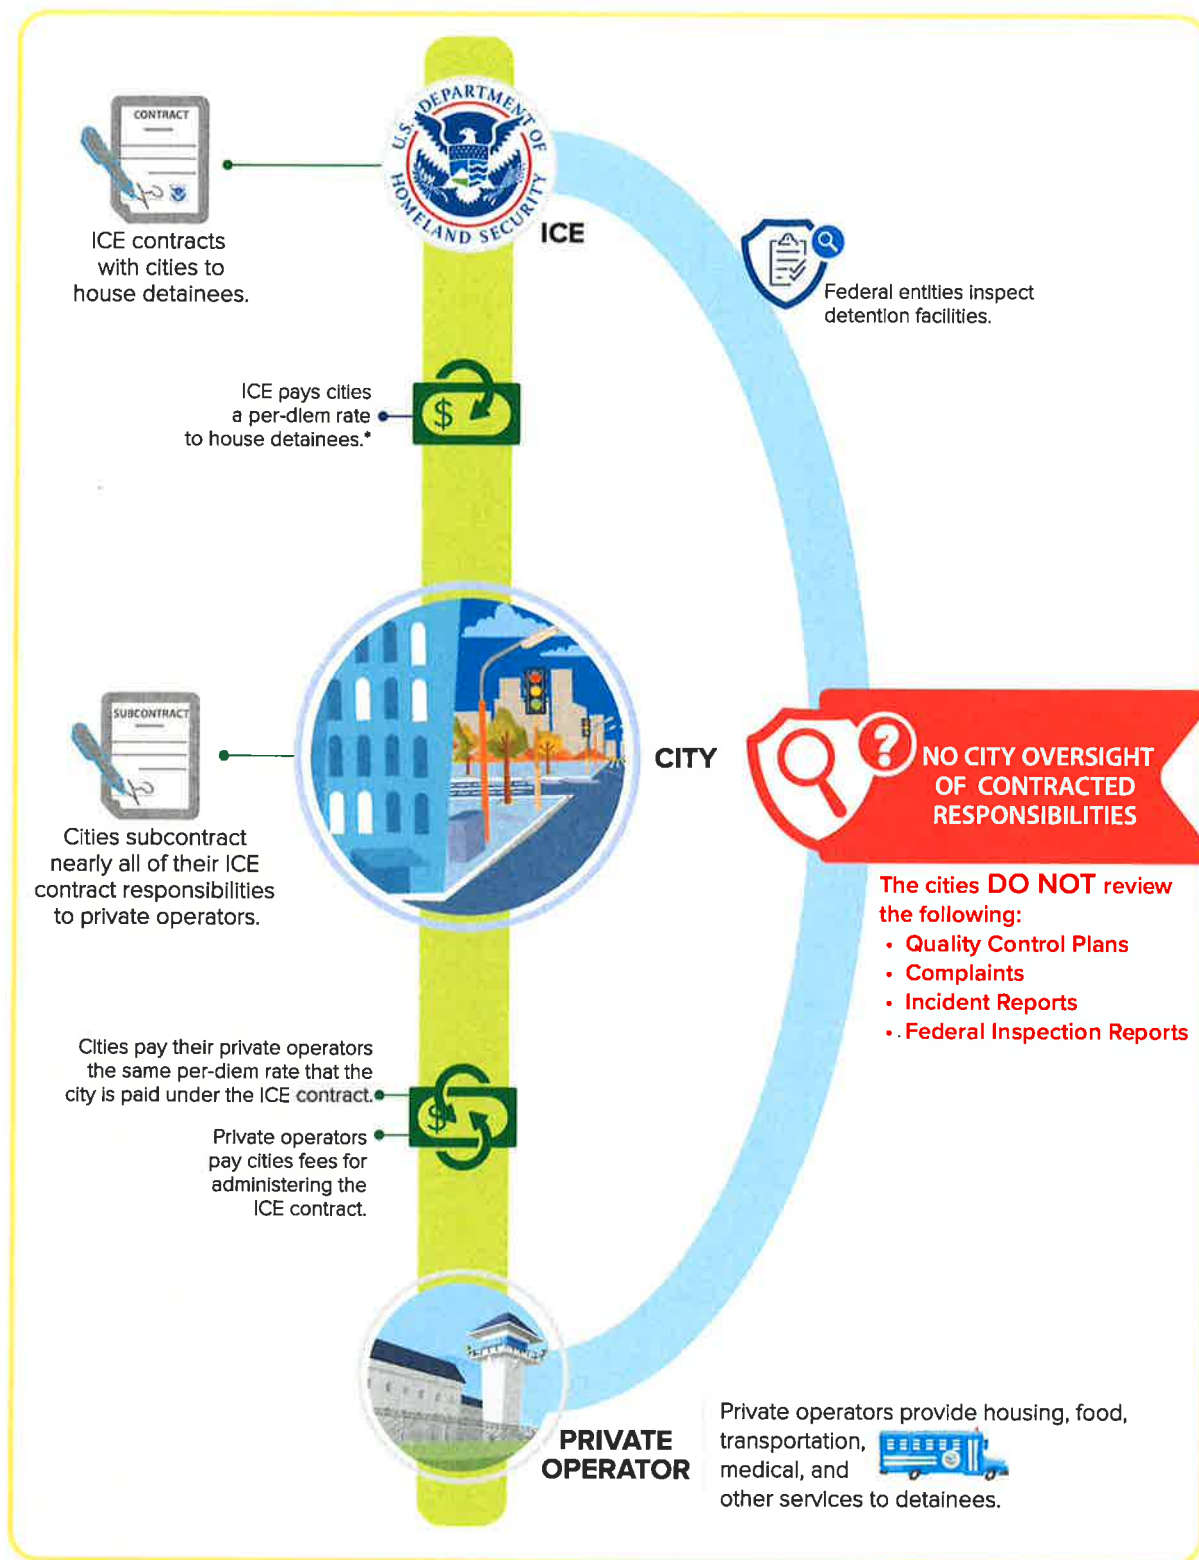 CONTRACT
ICE contracts
with cities to
house detainees.
U.S. DEPARTMENT OF
HOMELAND SECURITY
ICE
Federal entities inspect
detention facilities.
ICE pays cities
a per-diem rate
to house detainees.*
$
SUBCONTRACT
Cities subcontract
nearly all of their ICE
contract responsibilities
to private operators.
CITY
?
NO CITY OVERSIGHT
OF CONTRACTED
RESPONSIBILITIES
The cities DO NOT review
the following:
• Quality Control Plans
• Complaints
• Incident Reports
• Federal Inspection Reports
Cities pay their private operators
the same per-diem rate that the
city is paid under the ICE contract.
$
Private operators
pay cities fees for
administering the
ICE contract.
PRIVATE
OPERATOR
Private operators provide housing, food,
transportation,
medical, and
other services to detainees.